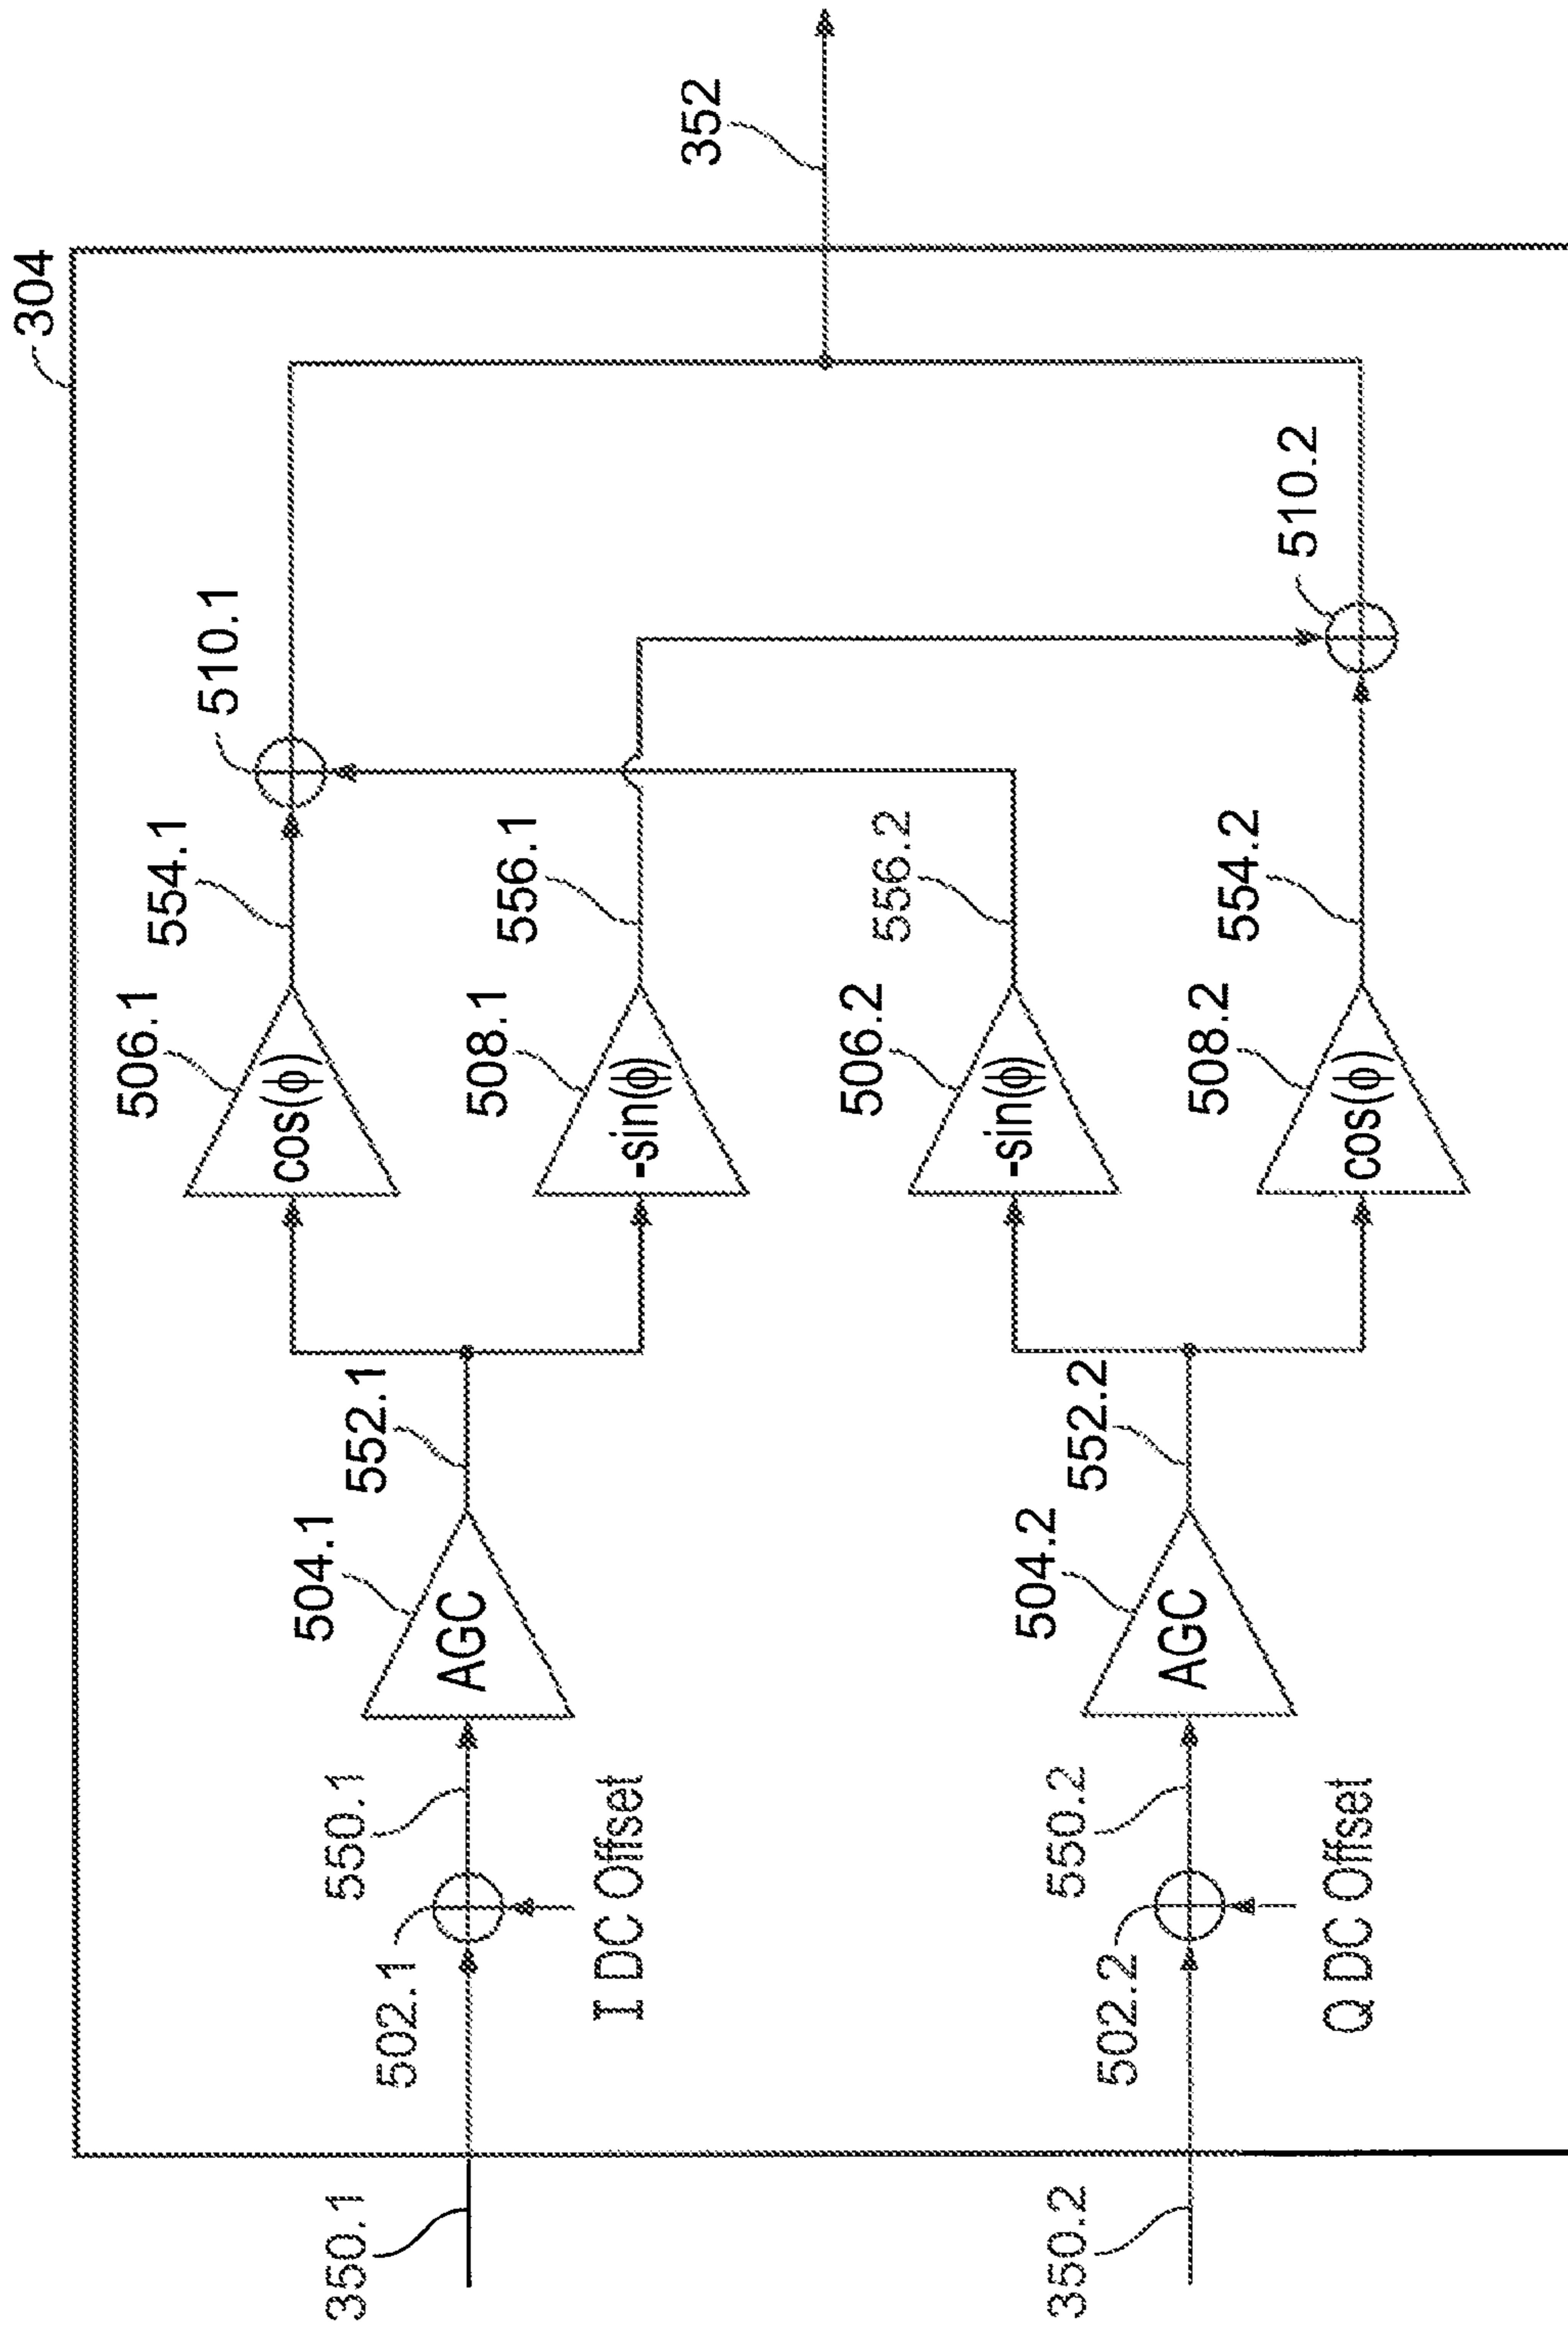 304
352
510.1
510.2
554.1
556.1
556.2
554.2
506.1
cos(ϕ)
508.1
-sin(ϕ)
506.2
-sin(ϕ)
508.2
cos(ϕ)
552.1
552.2
504.1
AGC
504.2
AGC
550.1
550.2
502.1
I DC Offset
502.2
Q DC Offset
350.1
350.2